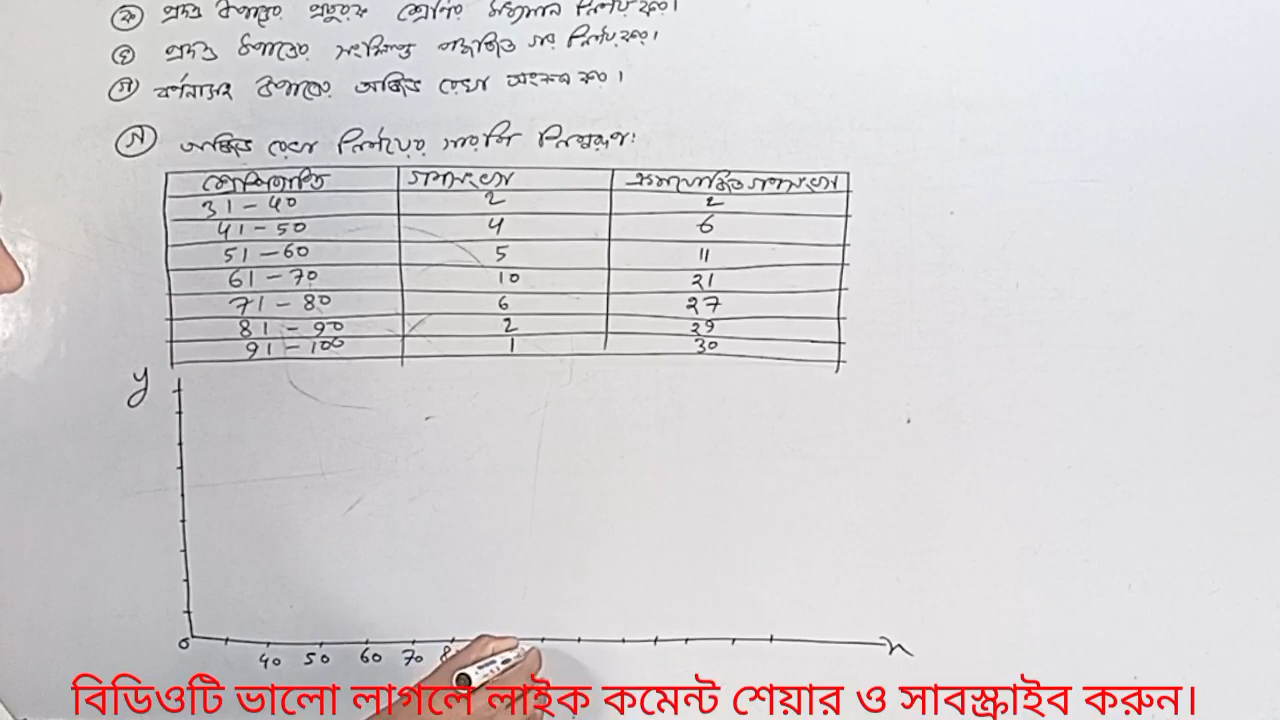 (ক) প্রদত্ত উপাত্তের প্রচুরক শ্রেণির মধ্যমান নির্ণয় কর।
(খ) প্রদত্ত উপাত্তের সংক্ষিপ্ত পদ্ধতিতে গড় নির্ণয় কর।
(গ) বর্ণনাসহ উপাত্তের অজিভ রেখা অংকন কর।
(গ) অজিভ রেখা নির্ণয়ের সারণি নিম্নরূপঃ
শ্রেণিব্যাপ্তি গণসংখ্যা ক্রমযোজিত গণসংখ্যা
31-40 2 2
41-50 4 6
51-60 5 11
61-70 10 21
71-80 6 27
81-90 2 29
91-100 1 30
y
0 x
40 50 60 70
বিডিওটি ভালো লাগলে লাইক কমেন্ট শেয়ার ও সাবস্ক্রাইব করুন।